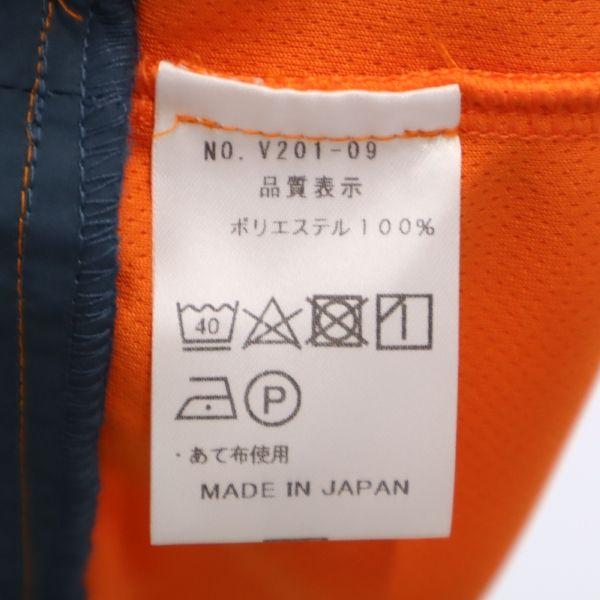 NO. V201-09
品質表示
ポリエステル100%
40
P
・あて布使用
MADE IN JAPAN